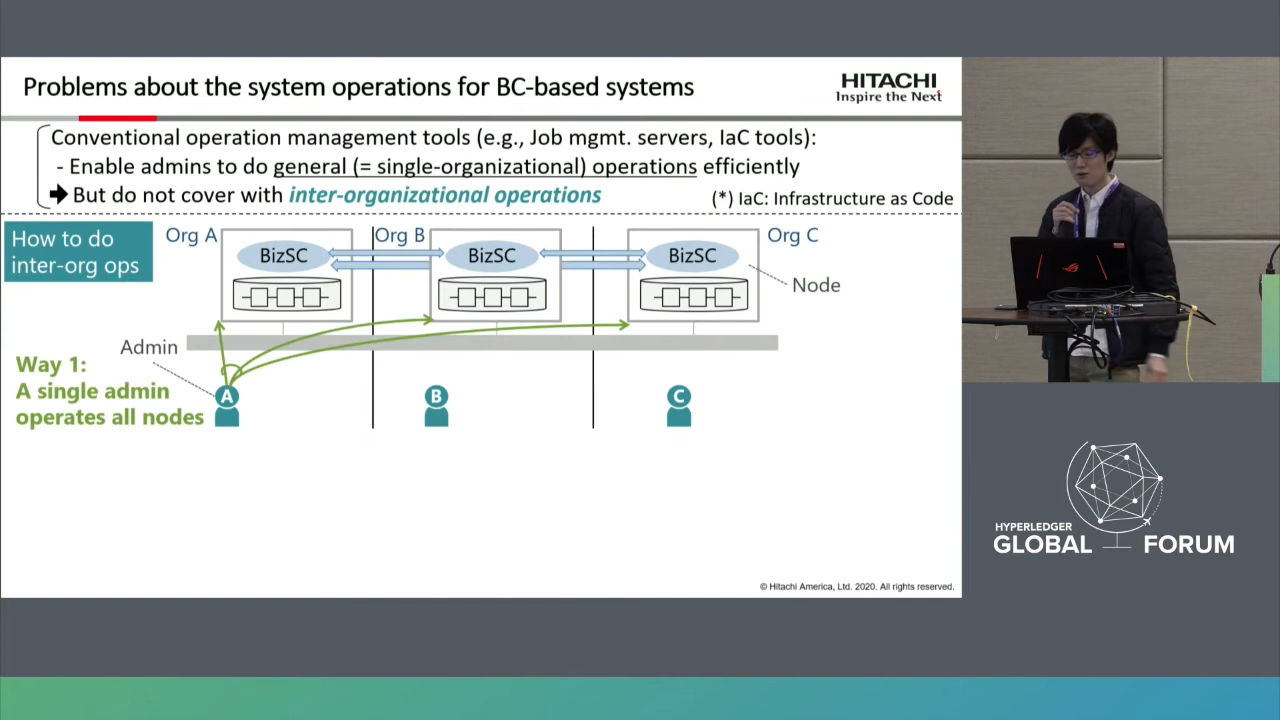 Problems about the system operations for BC-based systems
HITACHI
Inspire the Next
Conventional operation management tools (e.g., Job mgmt. servers, IaC tools):
- Enable admins to do general (= single-organizational) operations efficiently
➡ But do not cover with inter-organizational operations
(*) IaC: Infrastructure as Code
How to do
inter-org ops
Org A
Org B
Org C
BizSC
BizSC
BizSC
Node
Admin
Way 1:
A single admin
operates all nodes
A
B
C
© Hitachi America, Ltd. 2020. All rights reserved.
HYPERLEDGER
GLOBAL FORUM